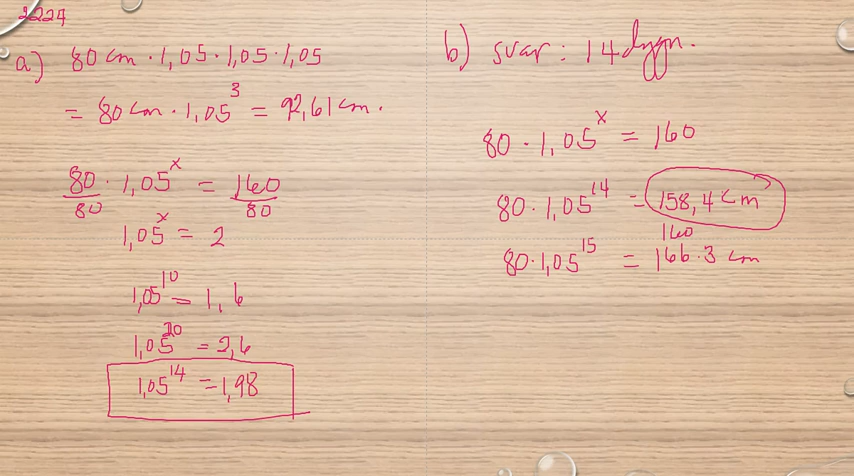 2224
a) 80 cm · 1,05 · 1,05 · 1,05
= 80 cm · 1,05^3 = 92,61 cm.
80 · 1,05^x / 80 = 160 / 80
1,05^x = 2
1,05^10 = 1,6
1,05^20 = 2,6
1,05^14 = 1,98
b) svar: 14 dygn.
80 · 1,05^x = 160
80 · 1,05^14 = 158,4 cm
160
80 · 1,05^15 = 166.3 cm